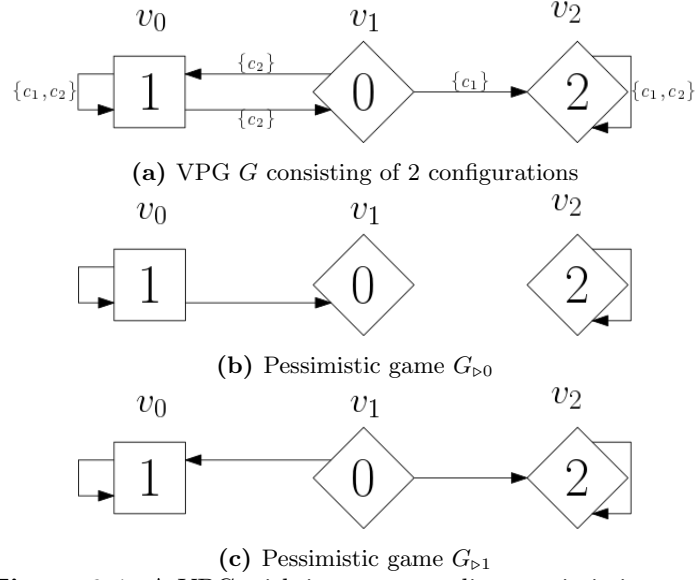 v0 v1 v2
{c1, c2} 1 {c2} {c2} 0 {c1} 2 {c1, c2}
(a) VPG G consisting of 2 configurations
v0 v1 v2
1 0 2
(b) Pessimistic game G▷0
v0 v1 v2
1 0 2
(c) Pessimistic game G▷1